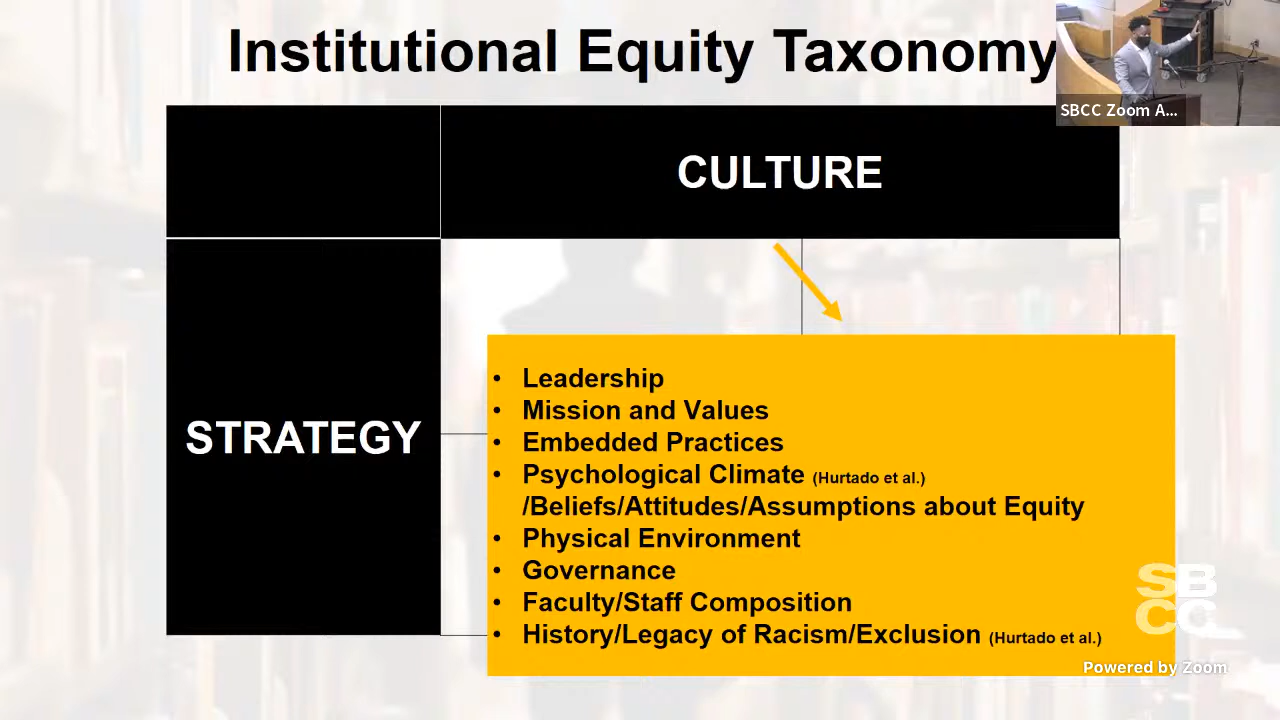 Institutional Equity Taxonomy
SBCC Zoom A...
CULTURE
STRATEGY
• Leadership
• Mission and Values
• Embedded Practices
• Psychological Climate (Hurtado et al.)
/Beliefs/Attitudes/Assumptions about Equity
• Physical Environment
• Governance
• Faculty/Staff Composition
• History/Legacy of Racism/Exclusion (Hurtado et al.)
SB
CC
Powered by Zoom